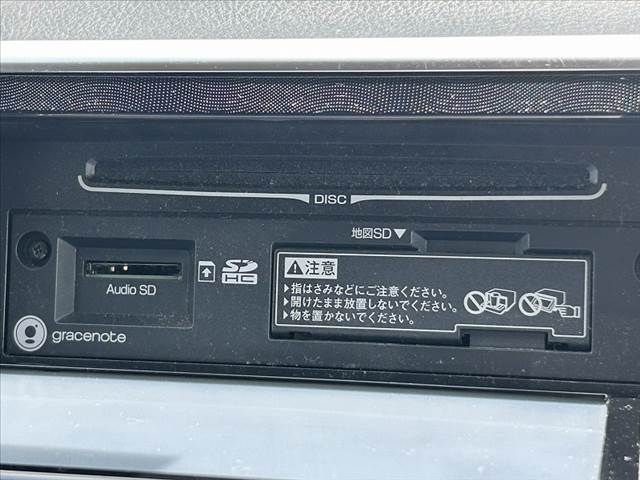 DISC
地図SD▼
⚠注意
Audio SD
SD
HC
▶指はさみなどにご注意ください。
▶開けたまま放置しないでください。
▶物を置かないでください。
gracenote